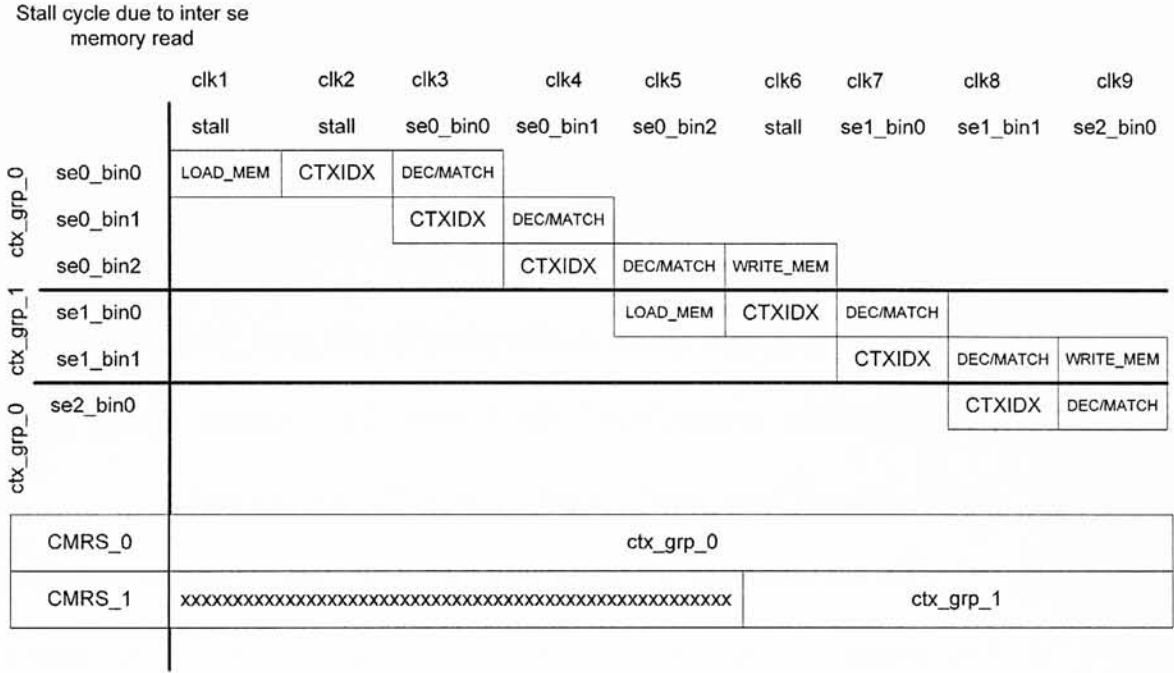 Stall cycle due to inter se
memory read
clk1 clk2 clk3 clk4 clk5 clk6 clk7 clk8 clk9
stall stall se0_bin0 se0_bin1 se0_bin2 stall se1_bin0 se1_bin1 se2_bin0
ctx_grp_0
se0_bin0 LOAD_MEM CTXIDX DEC/MATCH
se0_bin1 CTXIDX DEC/MATCH
se0_bin2 CTXIDX DEC/MATCH WRITE_MEM
ctx_grp_1
se1_bin0 LOAD_MEM CTXIDX DEC/MATCH
se1_bin1 CTXIDX DEC/MATCH WRITE_MEM
ctx_grp_0
se2_bin0 CTXIDX DEC/MATCH
CMRS_0 ctx_grp_0
CMRS_1 xxxxxxxxxxxxxxxxxxxxxxxxxxxxxxxxxxxxxxxxxxxxxxxxxxxxxx ctx_grp_1